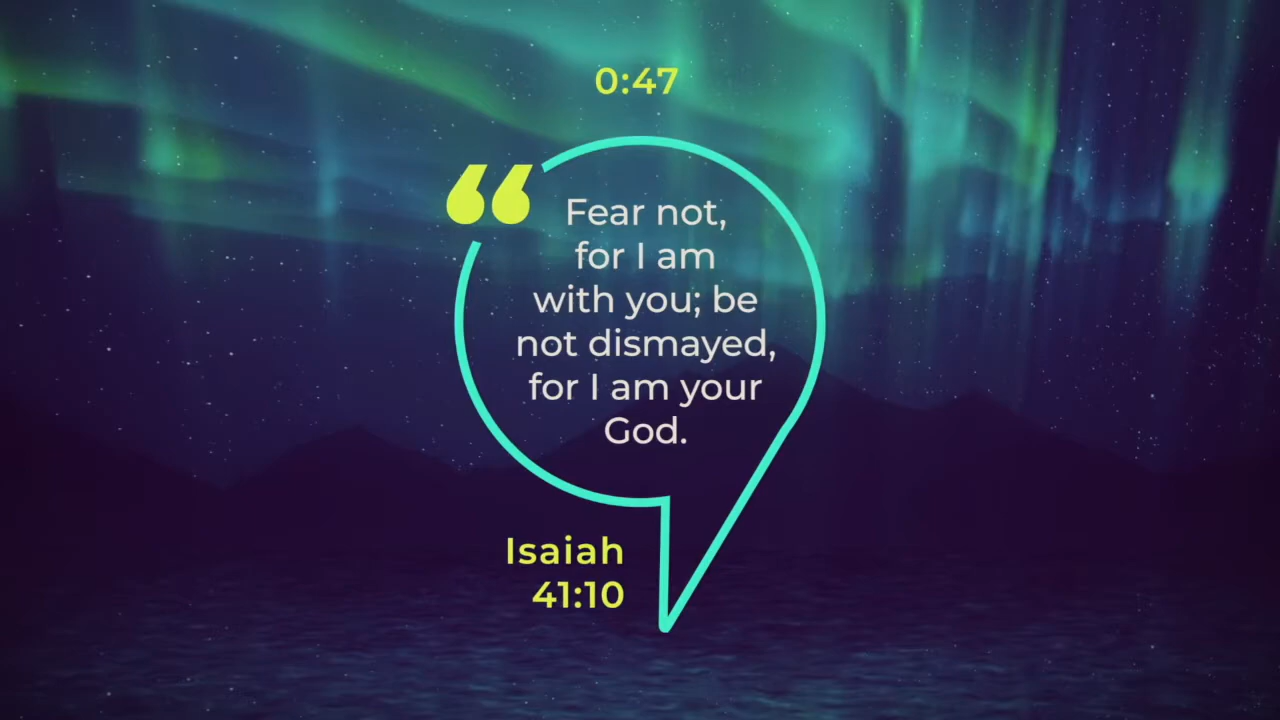 0:47
“
Fear not,
for I am
with you; be
not dismayed,
for I am your
God.
Isaiah
41:10